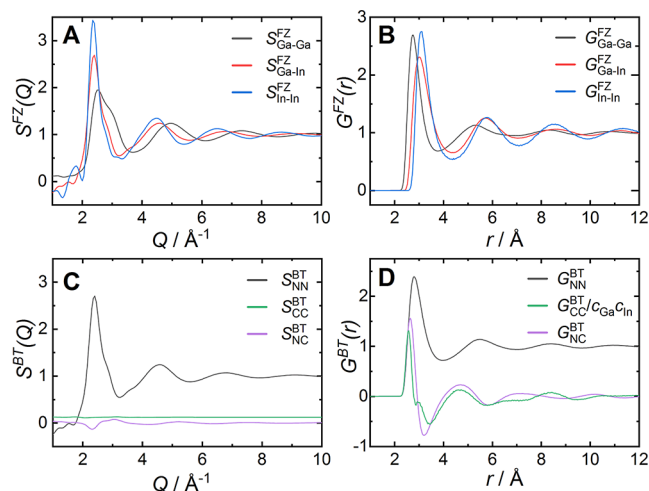 A
S^FZ_Ga-Ga
S^FZ_Ga-In
S^FZ_In-In
S^FZ(Q)
3
2
1
0
2 4 6 8 10
Q / Å⁻¹
B
G^FZ_Ga-Ga
G^FZ_Ga-In
G^FZ_In-In
G^FZ(r)
3
2
1
0
2 4 6 8 10 12
r / Å
C
S^BT_NN
S^BT_CC
S^BT_NC
S^BT(Q)
3
2
1
0
2 4 6 8 10
Q / Å⁻¹
D
G^BT_NN
G^BT_CC/c_Ga c_In
G^BT_NC
G^BT(r)
3
2
1
0
-1
2 4 6 8 10 12
r / Å